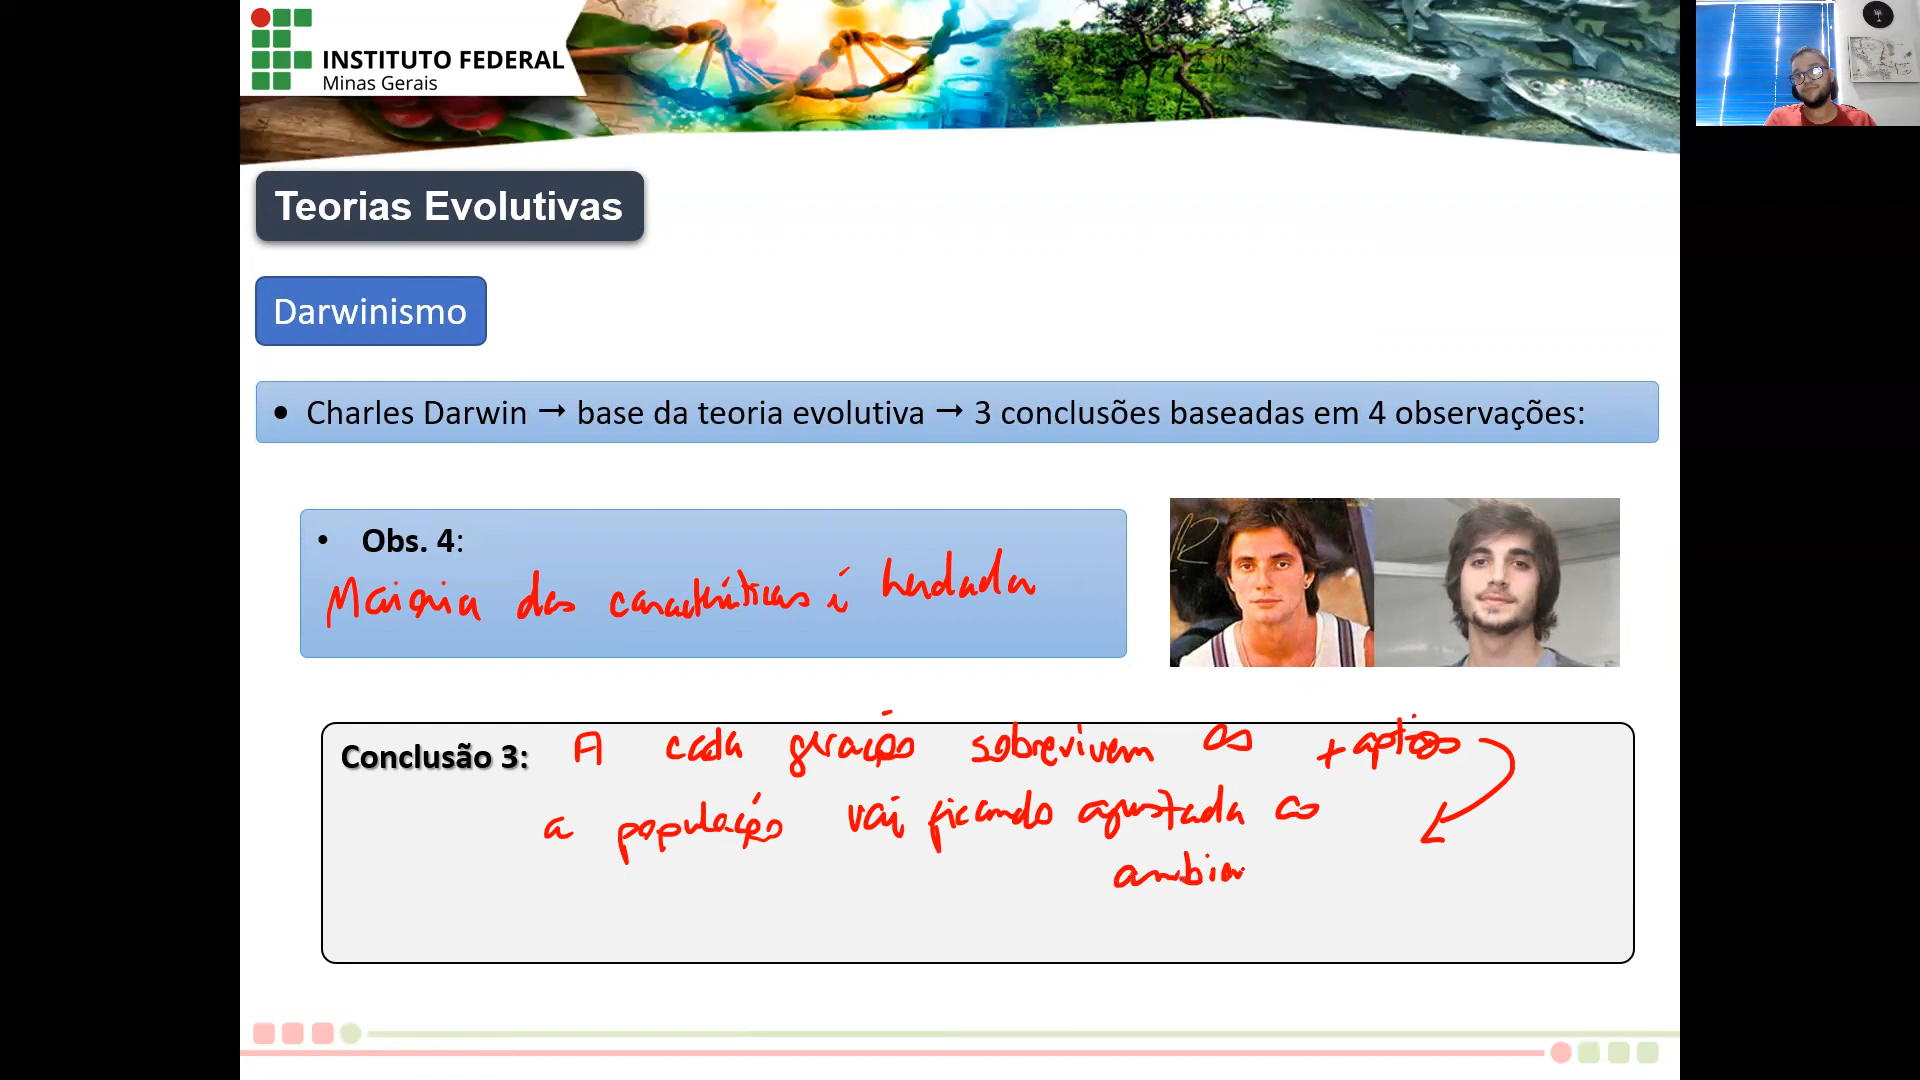 INSTITUTO FEDERAL
Minas Gerais
Teorias Evolutivas
Darwinismo
• Charles Darwin → base da teoria evolutiva → 3 conclusões baseadas em 4 observações:
• Obs. 4:
Maioria das características é herdada
Conclusão 3: A cada geração sobrevivem os + aptos
a população vai ficando ajustada ao
ambien